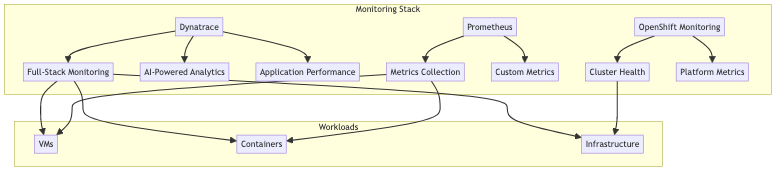 Monitoring Stack
Dynatrace
Prometheus
OpenShift Monitoring
Full-Stack Monitoring
AI-Powered Analytics
Application Performance
Metrics Collection
Custom Metrics
Cluster Health
Platform Metrics
Workloads
VMs
Containers
Infrastructure